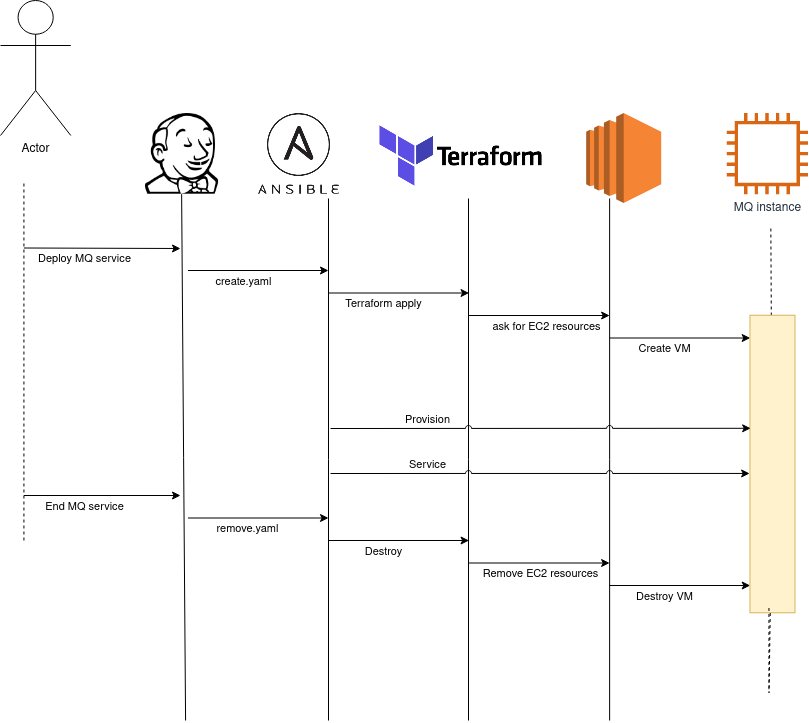 Actor
ANSIBLE
Terraform
MQ instance
Deploy MQ service
create.yaml
Terraform apply
ask for EC2 resources
Create VM
Provision
Service
End MQ service
remove.yaml
Destroy
Remove EC2 resources
Destroy VM